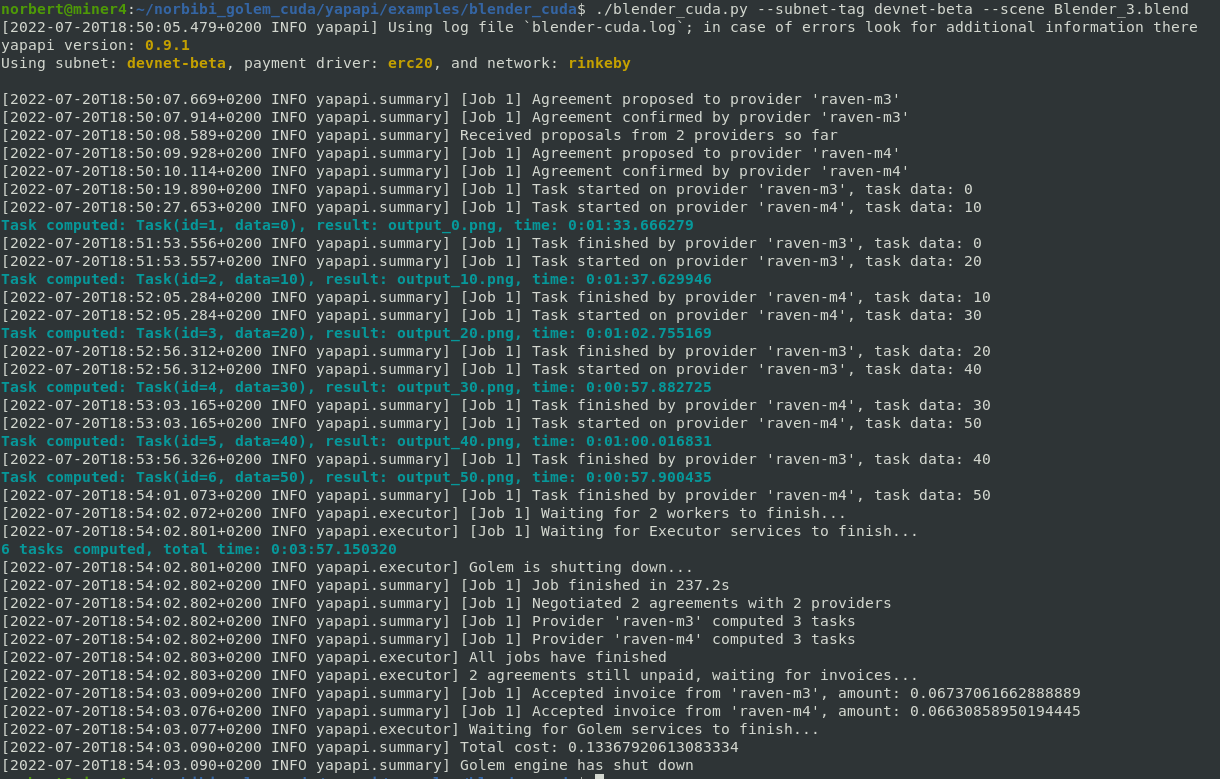 norbert@miner4:~/norbibi_golem_cuda/yapapi/examples/blender_cuda$ ./blender_cuda.py --subnet-tag devnet-beta --scene Blender_3.blend
[2022-07-20T18:50:05.479+0200 INFO yapapi] Using log file `blender-cuda.log`; in case of errors look for additional information there
yapapi version: 0.9.1
Using subnet: devnet-beta, payment driver: erc20, and network: rinkeby
[2022-07-20T18:50:07.669+0200 INFO yapapi.summary] [Job 1] Agreement proposed to provider 'raven-m3'
[2022-07-20T18:50:07.914+0200 INFO yapapi.summary] [Job 1] Agreement confirmed by provider 'raven-m3'
[2022-07-20T18:50:08.589+0200 INFO yapapi.summary] Received proposals from 2 providers so far
[2022-07-20T18:50:09.928+0200 INFO yapapi.summary] [Job 1] Agreement proposed to provider 'raven-m4'
[2022-07-20T18:50:10.114+0200 INFO yapapi.summary] [Job 1] Agreement confirmed by provider 'raven-m4'
[2022-07-20T18:50:19.890+0200 INFO yapapi.summary] [Job 1] Task started on provider 'raven-m3', task data: 0
[2022-07-20T18:50:27.653+0200 INFO yapapi.summary] [Job 1] Task started on provider 'raven-m4', task data: 10
Task computed: Task(id=1, data=0), result: output_0.png, time: 0:01:33.666279
[2022-07-20T18:51:53.556+0200 INFO yapapi.summary] [Job 1] Task finished by provider 'raven-m3', task data: 0
[2022-07-20T18:51:53.557+0200 INFO yapapi.summary] [Job 1] Task started on provider 'raven-m3', task data: 20
Task computed: Task(id=2, data=10), result: output_10.png, time: 0:01:37.629946
[2022-07-20T18:52:05.284+0200 INFO yapapi.summary] [Job 1] Task finished by provider 'raven-m4', task data: 10
[2022-07-20T18:52:05.284+0200 INFO yapapi.summary] [Job 1] Task started on provider 'raven-m4', task data: 30
Task computed: Task(id=3, data=20), result: output_20.png, time: 0:01:02.755169
[2022-07-20T18:52:56.312+0200 INFO yapapi.summary] [Job 1] Task finished by provider 'raven-m3', task data: 20
[2022-07-20T18:52:56.312+0200 INFO yapapi.summary] [Job 1] Task started on provider 'raven-m3', task data: 40
Task computed: Task(id=4, data=30), result: output_30.png, time: 0:00:57.882725
[2022-07-20T18:53:03.165+0200 INFO yapapi.summary] [Job 1] Task finished by provider 'raven-m4', task data: 30
[2022-07-20T18:53:03.165+0200 INFO yapapi.summary] [Job 1] Task started on provider 'raven-m4', task data: 50
Task computed: Task(id=5, data=40), result: output_40.png, time: 0:01:00.016831
[2022-07-20T18:53:56.326+0200 INFO yapapi.summary] [Job 1] Task finished by provider 'raven-m3', task data: 40
Task computed: Task(id=6, data=50), result: output_50.png, time: 0:00:57.900435
[2022-07-20T18:54:01.073+0200 INFO yapapi.summary] [Job 1] Task finished by provider 'raven-m4', task data: 50
[2022-07-20T18:54:02.072+0200 INFO yapapi.executor] [Job 1] Waiting for 2 workers to finish...
[2022-07-20T18:54:02.801+0200 INFO yapapi.executor] [Job 1] Waiting for Executor services to finish...
6 tasks computed, total time: 0:03:57.150320
[2022-07-20T18:54:02.801+0200 INFO yapapi.executor] Golem is shutting down...
[2022-07-20T18:54:02.802+0200 INFO yapapi.summary] [Job 1] Job finished in 237.2s
[2022-07-20T18:54:02.802+0200 INFO yapapi.summary] [Job 1] Negotiated 2 agreements with 2 providers
[2022-07-20T18:54:02.802+0200 INFO yapapi.summary] [Job 1] Provider 'raven-m3' computed 3 tasks
[2022-07-20T18:54:02.802+0200 INFO yapapi.summary] [Job 1] Provider 'raven-m4' computed 3 tasks
[2022-07-20T18:54:02.803+0200 INFO yapapi.executor] All jobs have finished
[2022-07-20T18:54:02.803+0200 INFO yapapi.executor] 2 agreements still unpaid, waiting for invoices...
[2022-07-20T18:54:03.009+0200 INFO yapapi.summary] [Job 1] Accepted invoice from 'raven-m3', amount: 0.06737061662888889
[2022-07-20T18:54:03.076+0200 INFO yapapi.summary] [Job 1] Accepted invoice from 'raven-m4', amount: 0.06630858950194445
[2022-07-20T18:54:03.077+0200 INFO yapapi.executor] Waiting for Golem services to finish...
[2022-07-20T18:54:03.090+0200 INFO yapapi.summary] Total cost: 0.13367920613083334
[2022-07-20T18:54:03.090+0200 INFO yapapi.summary] Golem engine has shut down